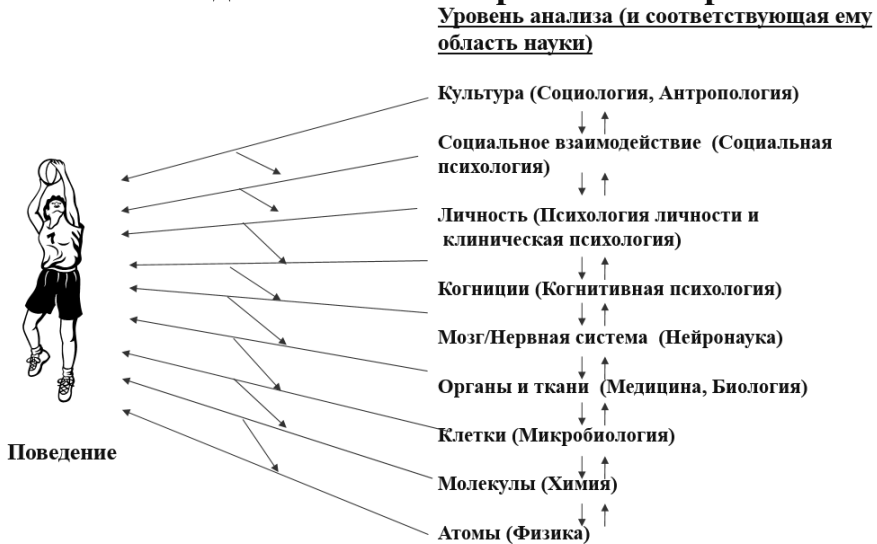 Уровень анализа (и соответствующая ему
область науки)
Культура (Социология, Антропология)
Социальное взаимодействие (Социальная
психология)
Личность (Психология личности и
клиническая психология)
Когниции (Когнитивная психология)
Мозг/Нервная система (Нейронаука)
Органы и ткани (Медицина, Биология)
Клетки (Микробиология)
Поведение
Молекулы (Химия)
Атомы (Физика)